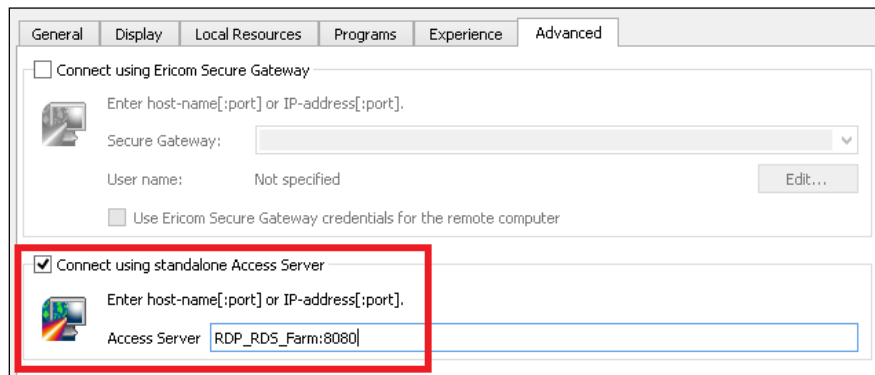 General Display Local Resources Programs Experience Advanced
Connect using Ericom Secure Gateway
Enter host-name[:port] or IP-address[:port].
Secure Gateway:
User name: Not specified Edit...
Use Ericom Secure Gateway credentials for the remote computer
Connect using standalone Access Server
Enter host-name[:port] or IP-address[:port].
Access Server RDP_RDS_Farm:8080